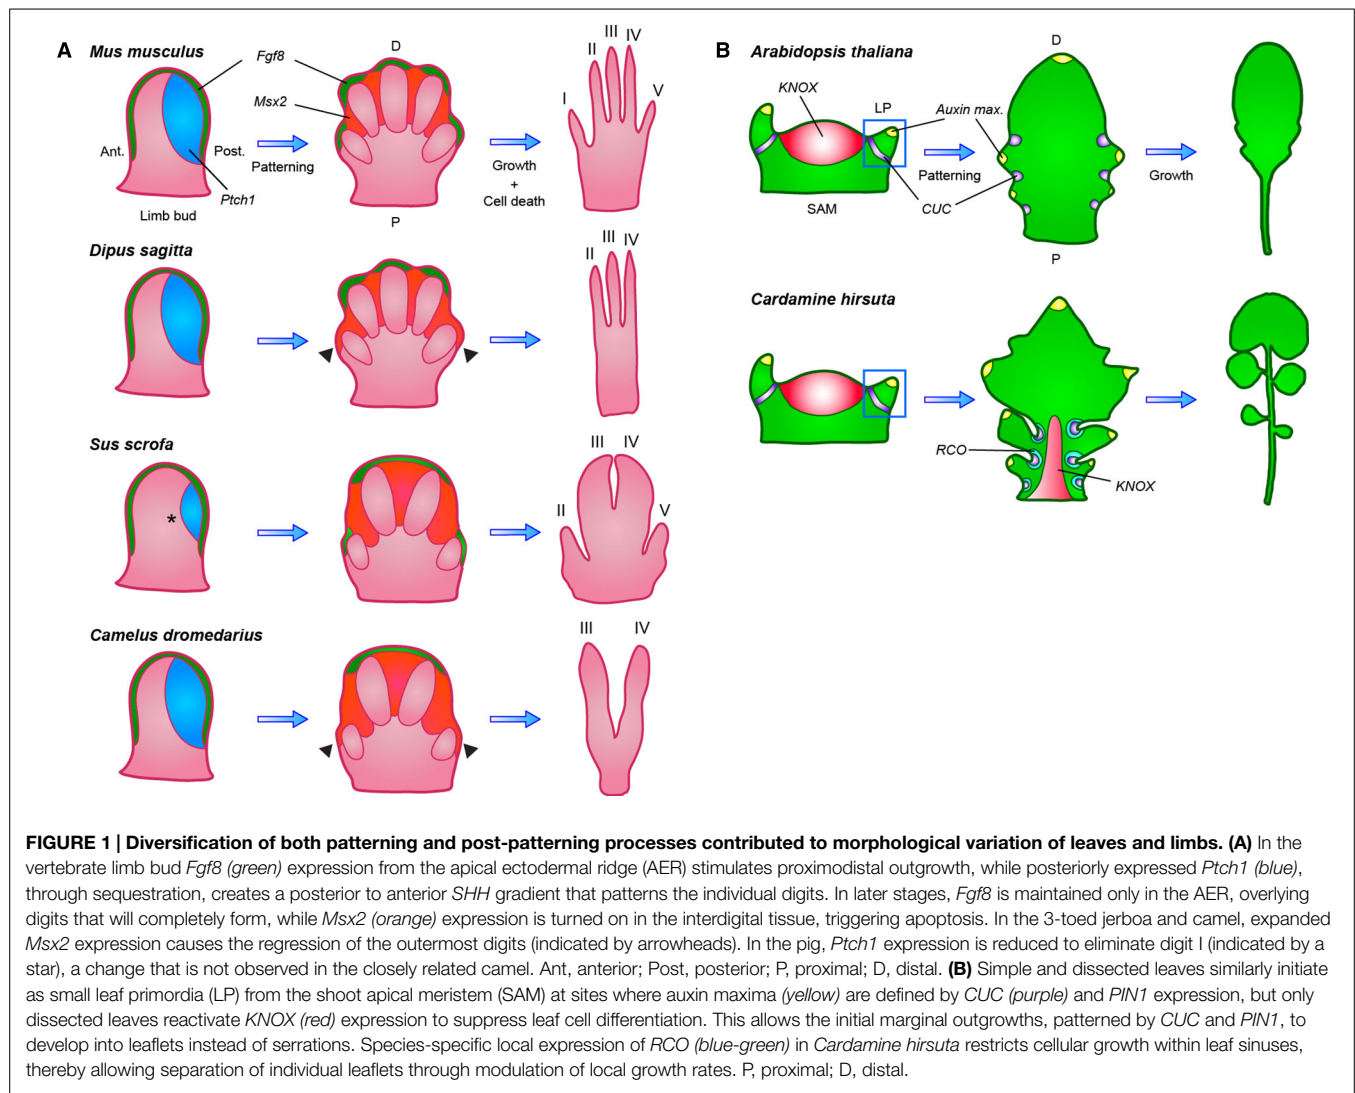 A
Mus musculus
Fgf8
Msx2
Ant.
Post.
Ptch1
Limb bud
Patterning
D
P
Growth
+
Cell death
I
II
III
IV
V
Dipus sagitta
II
III
IV
Sus scrofa
*
II
III
IV
V
Camelus dromedarius
III
IV
B
Arabidopsis thaliana
KNOX
LP
SAM
CUC
Auxin max.
Patterning
D
P
Growth
Cardamine hirsuta
RCO
KNOX
FIGURE 1 | Diversification of both patterning and post-patterning processes contributed to morphological variation of leaves and limbs. (A) In the
vertebrate limb bud Fgf8 (green) expression from the apical ectodermal ridge (AER) stimulates proximodistal outgrowth, while posteriorly expressed Ptch1 (blue),
through sequestration, creates a posterior to anterior SHH gradient that patterns the individual digits. In later stages, Fgf8 is maintained only in the AER, overlying
digits that will completely form, while Msx2 (orange) expression is turned on in the interdigital tissue, triggering apoptosis. In the 3-toed jerboa and camel, expanded
Msx2 expression causes the regression of the outermost digits (indicated by arrowheads). In the pig, Ptch1 expression is reduced to eliminate digit I (indicated by a
star), a change that is not observed in the closely related camel. Ant, anterior; Post, posterior; P, proximal; D, distal. (B) Simple and dissected leaves similarly initiate
as small leaf primordia (LP) from the shoot apical meristem (SAM) at sites where auxin maxima (yellow) are defined by CUC (purple) and PIN1 expression, but only
dissected leaves reactivate KNOX (red) expression to suppress leaf cell differentiation. This allows the initial marginal outgrowths, patterned by CUC and PIN1, to
develop into leaflets instead of serrations. Species-specific local expression of RCO (blue-green) in Cardamine hirsuta restricts cellular growth within leaf sinuses,
thereby allowing separation of individual leaflets through modulation of local growth rates. P, proximal; D, distal.